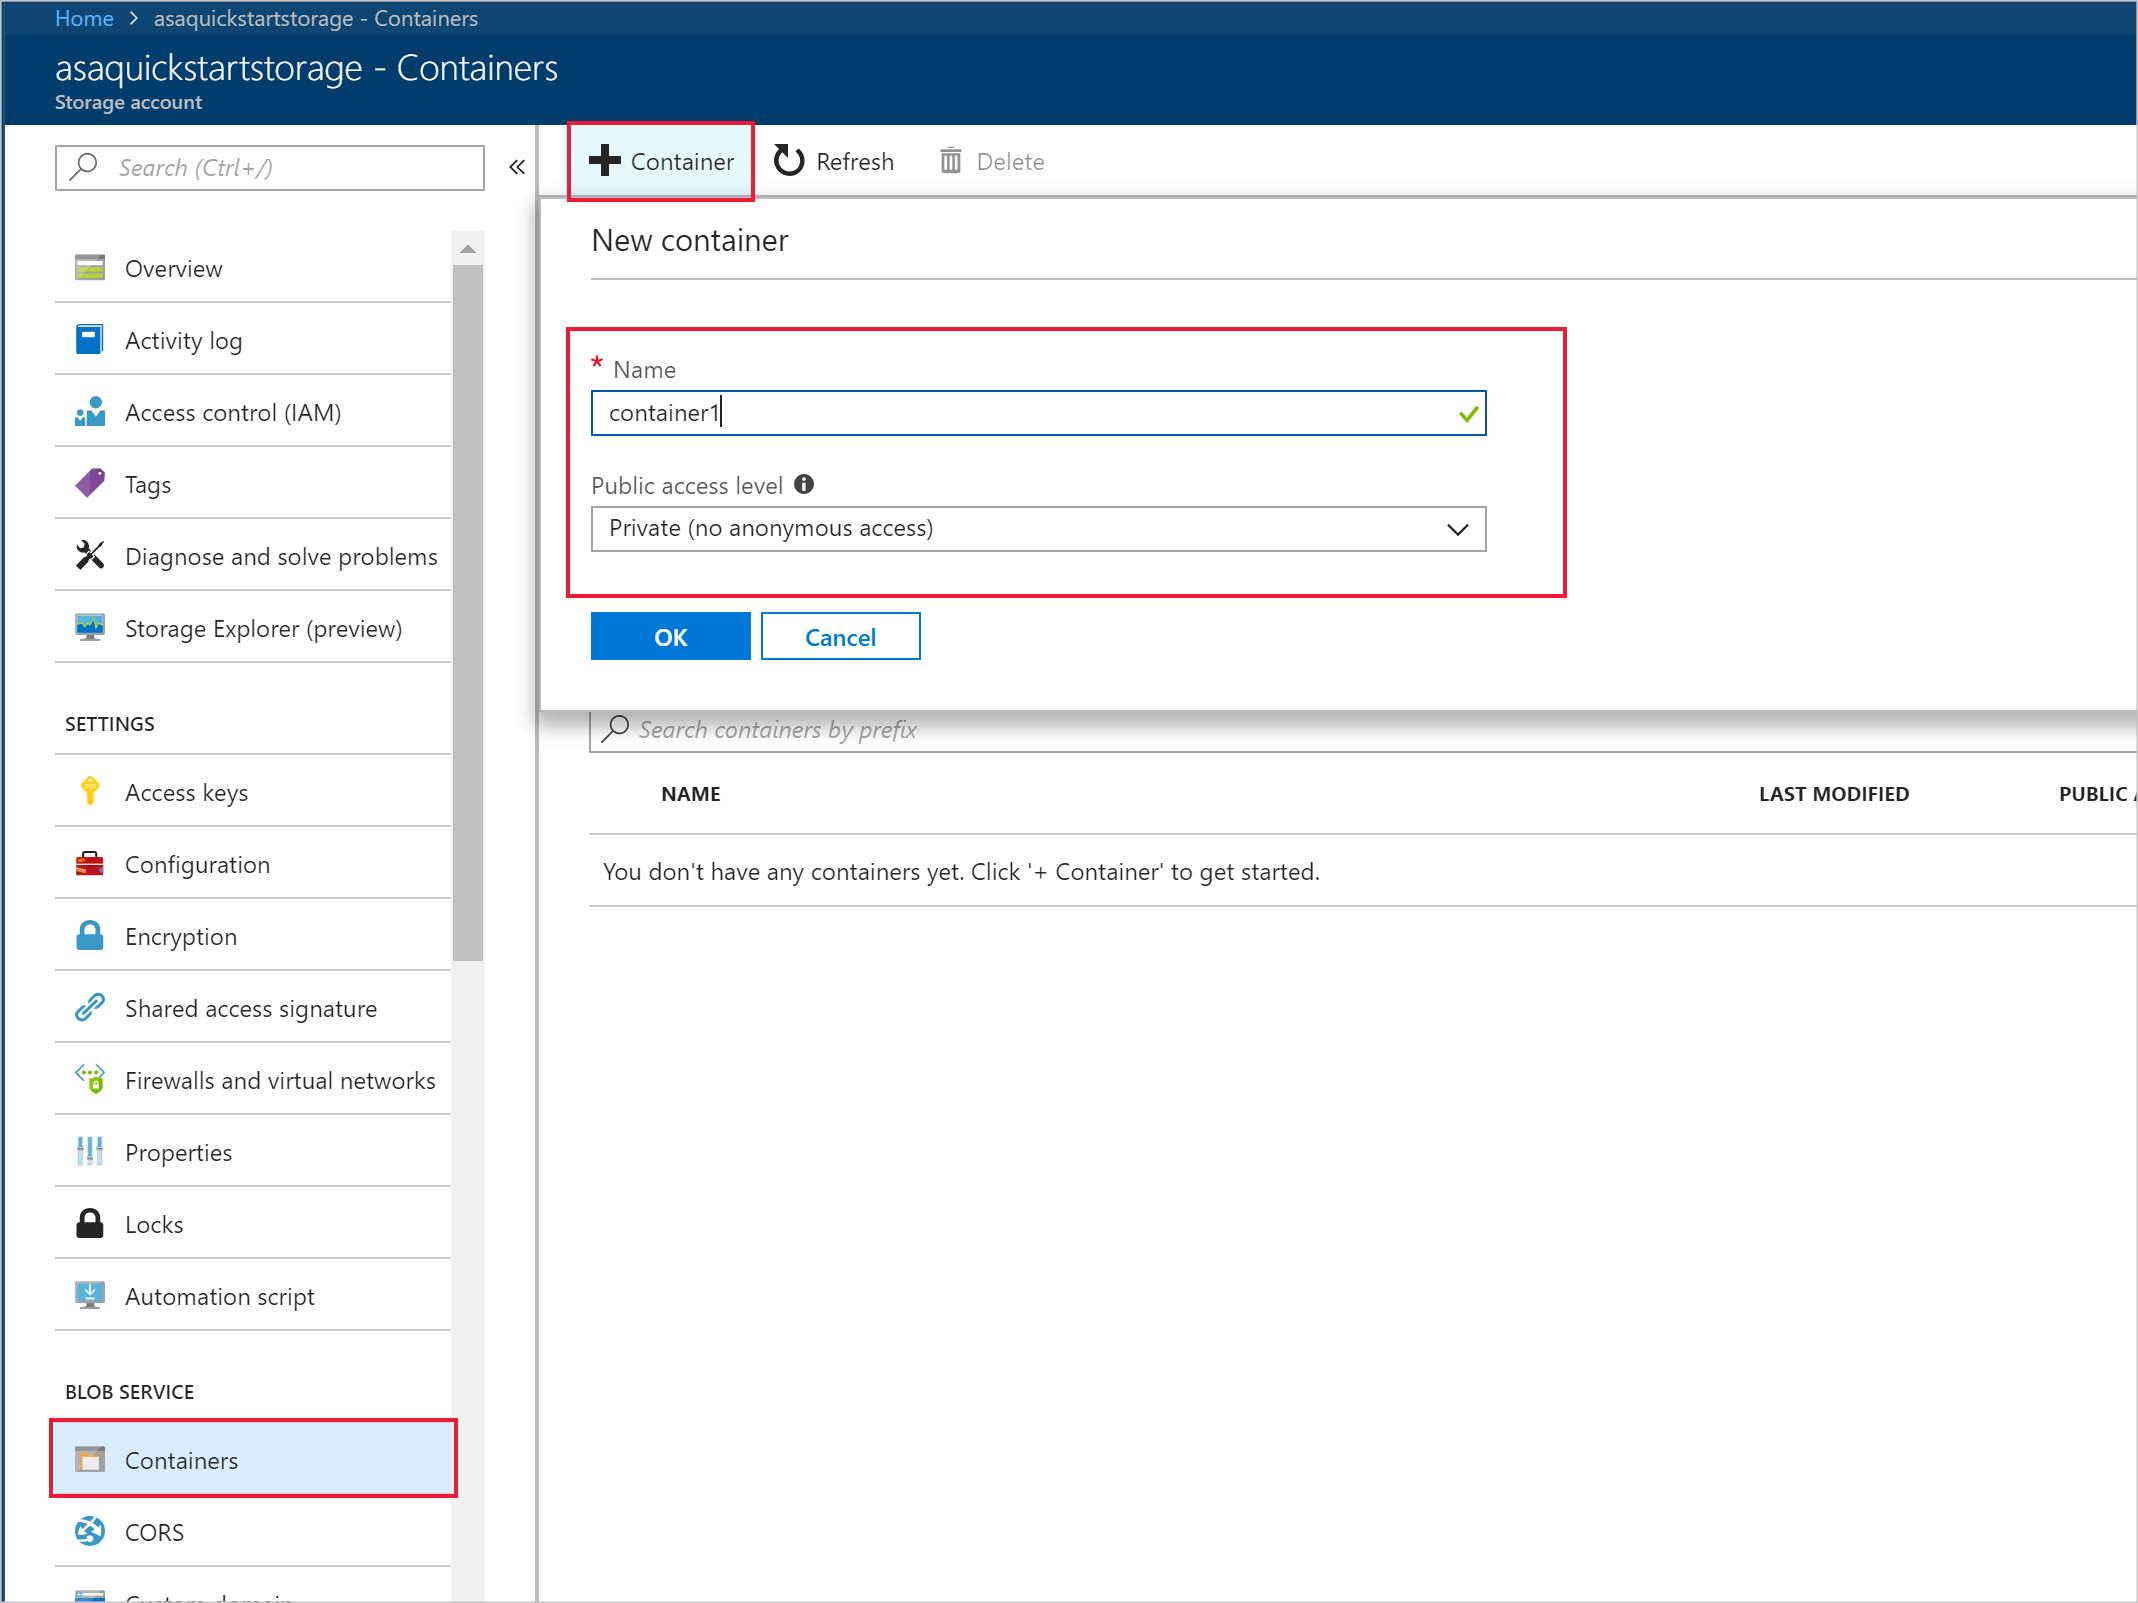 Home > asaquickstartstorage - Containers
asaquickstartstorage - Containers
Storage account
Search (Ctrl+/)
«
Overview
Activity log
Access control (IAM)
Tags
Diagnose and solve problems
Storage Explorer (preview)
SETTINGS
Access keys
Configuration
Encryption
Shared access signature
Firewalls and virtual networks
Properties
Locks
Automation script
BLOB SERVICE
Containers
CORS
Custom domain
Container Refresh Delete
New container
* Name
container1
Public access level
Private (no anonymous access)
OK Cancel
Search containers by prefix
NAME LAST MODIFIED PUBLIC
You don't have any containers yet. Click '+ Container' to get started.